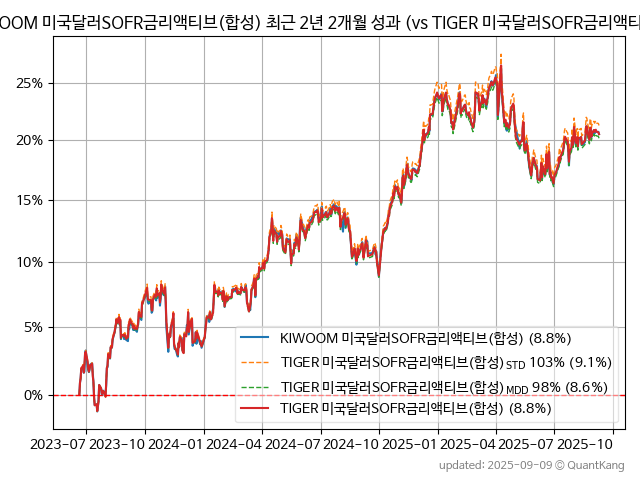 OOM 미국달러SOFR금리액티브(합성) 최근 2년 2개월 성과 (vs TIGER 미국달러SOFR금리액티
25%
20%
15%
10%
5%
0%
KIWOOM 미국달러SOFR금리액티브(합성) (8.8%)
TIGER 미국달러SOFR금리액티브(합성) STD 103% (9.1%)
TIGER 미국달러SOFR금리액티브(합성) MDD 98% (8.6%)
TIGER 미국달러SOFR금리액티브(합성) (8.8%)
2023-07 2023-10 2024-01 2024-04 2024-07 2024-10 2025-01 2025-04 2025-07 2025-10
updated: 2025-09-09 © QuantKang